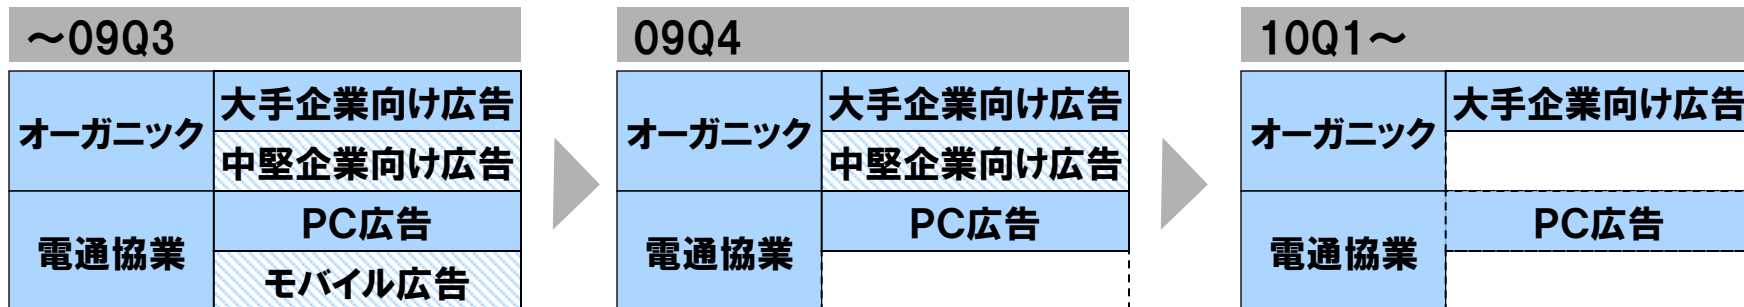 ～09Q3
オーガニック
大手企業向け広告
中堅企業向け広告
電通協業
PC広告
モバイル広告
09Q4
オーガニック
大手企業向け広告
中堅企業向け広告
電通協業
PC広告
10Q1～
オーガニック
大手企業向け広告
電通協業
PC広告